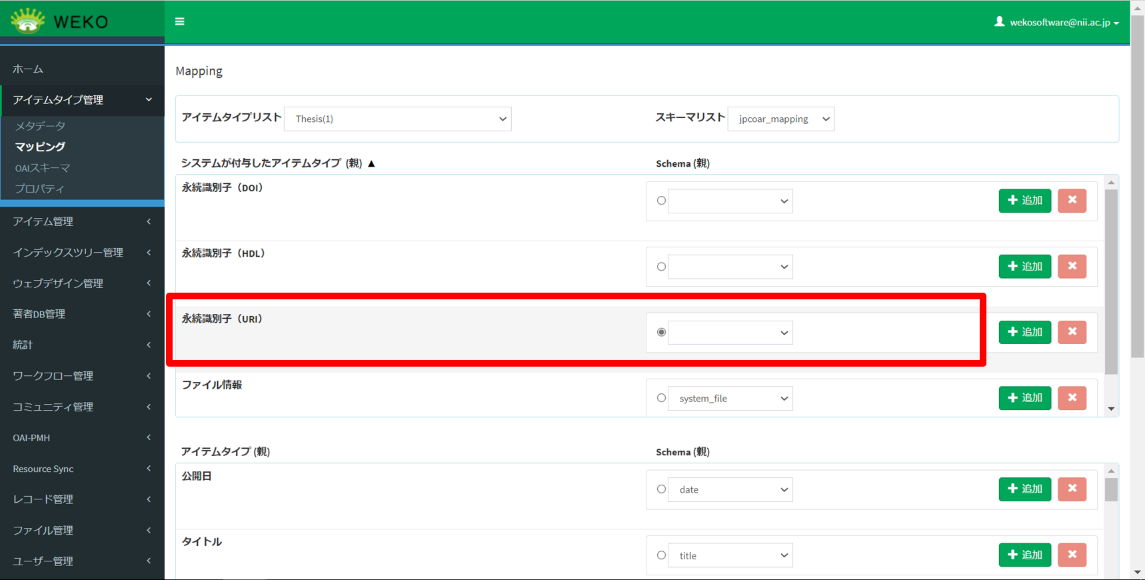 WEKO
wekosoftware@nii.ac.jp
ホーム
アイテムタイプ管理
メタデータ
マッピング
OAIスキーマ
プロパティ
アイテム管理
インデックスツリー管理
ウェブデザイン管理
著者DB管理
統計
ワークフロー管理
コミュニティ管理
OAI-PMH
Resource Sync
レコード管理
ファイル管理
ユーザー管理
Mapping
アイテムタイプリスト Thesis(1) スキーマリスト jpcoar_mapping
システムが付与したアイテムタイプ (親) ▲ Schema (親)
永続識別子（DOI）
+ 追加 ×
永続識別子（HDL）
+ 追加 ×
永続識別子（URI）
+ 追加 ×
ファイル情報
system_file + 追加 ×
アイテムタイプ (親) Schema (親)
公開日
date + 追加 ×
タイトル
title + 追加 ×